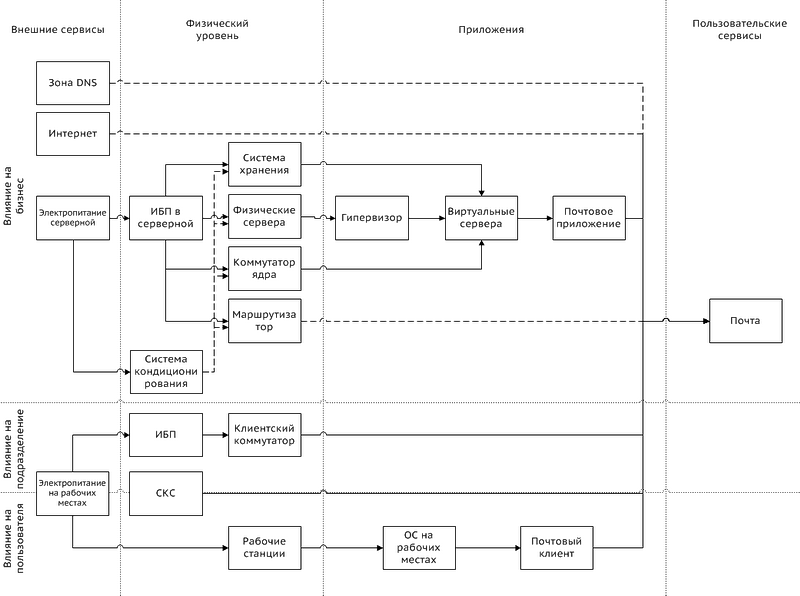 Внешние сервисы
Физический
уровень
Приложения
Пользовательские
сервисы
Влияние на
бизнес
Зона DNS
Интернет
Система
хранения
Электропитание
серверной
ИБП в
серверной
Физические
сервера
Гипервизор
Виртуальные
сервера
Почтовое
приложение
Коммутатор
ядра
Маршрутиза
тор
Почта
Система
кондициони
рования
Влияние на
подразделение
ИБП
Клиентский
коммутатор
Электропитание
на рабочих
местах
СКС
Влияние на
пользователя
Рабочие
станции
ОС на
рабочих
местах
Почтовый
клиент